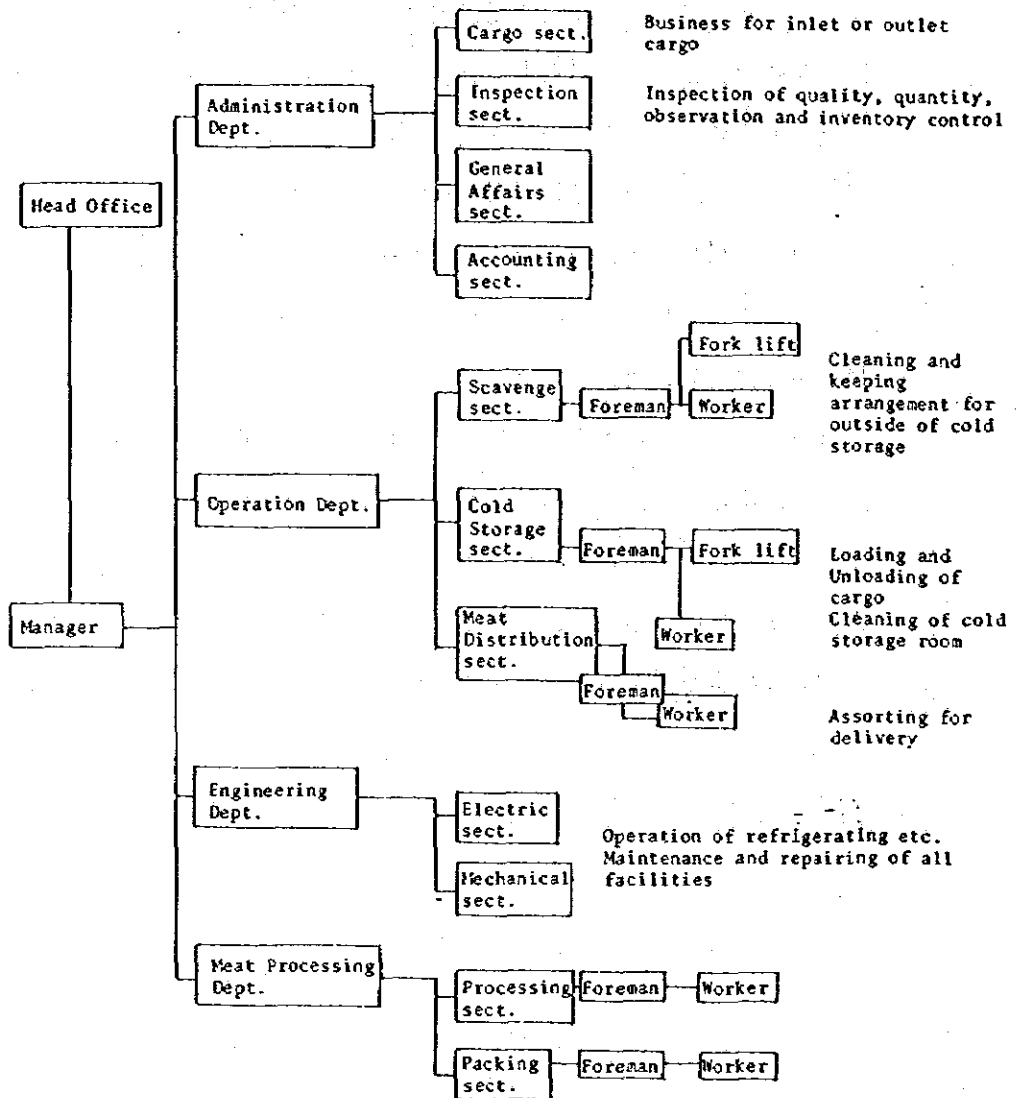 Cargo sect.
Business for inlet or outlet
cargo
Administration
Dept.
Inspection
sect.
Inspection of quality, quantity,
observation and inventory control
General
Affairs
sect.
Head Office
Accounting
sect.
Fork lift
Scavenge
sect.
Foreman
Worker
Cleaning and
keeping
arrangement for
outside of cold
storage
Operation Dept.
Cold
Storage
sect.
Foreman
Fork lift
Loading and
Unloading of
cargo
Cleaning of cold
storage room
Worker
Manager
Meat
Distribution
sect.
Foreman
Worker
Assorting for
delivery
Engineering
Dept.
Electric
sect.
Mechanical
sect.
Operation of refrigerating etc.
Maintenance and repairing of all
facilities
Meat Processing
Dept.
Processing
sect.
Foreman
Worker
Packing
sect.
Foreman
Worker